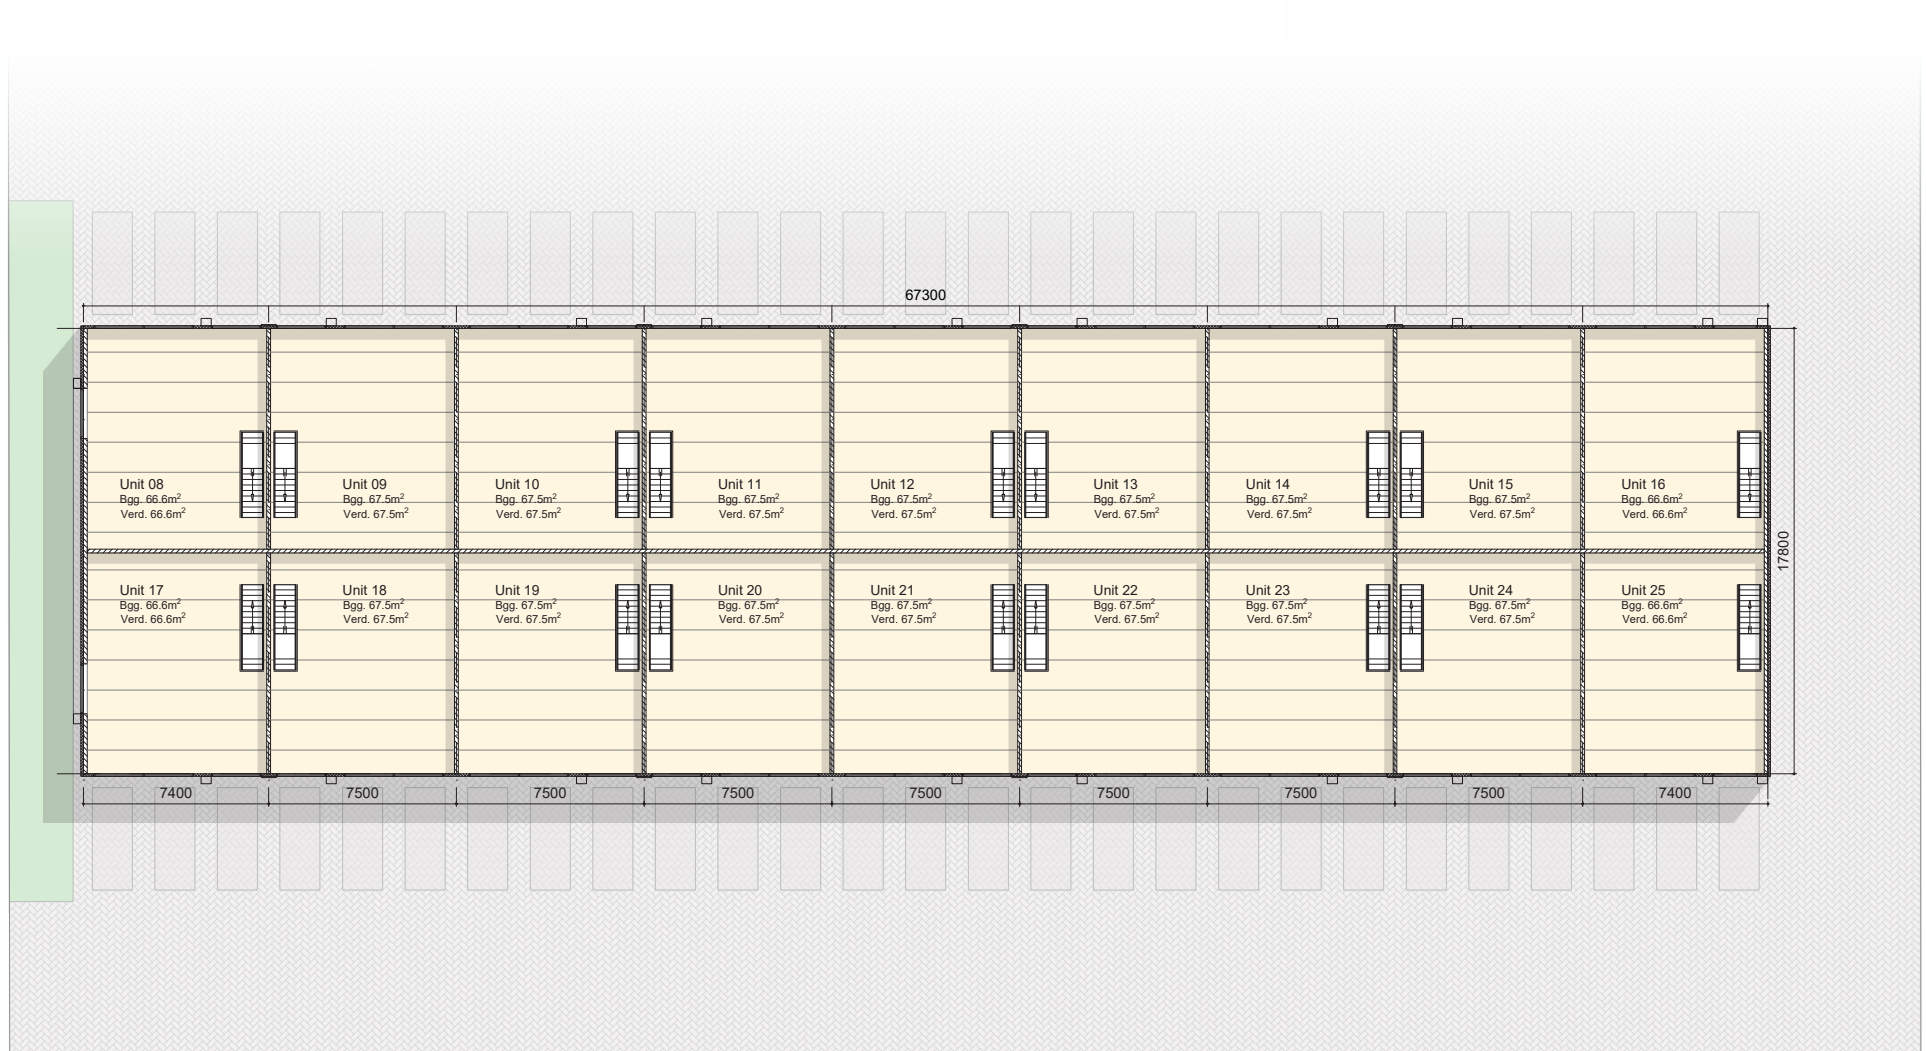 67300
Unit 08
Bgg. 66.6m²
Verd. 66.6m²
Unit 09
Bgg. 67.5m²
Verd. 67.5m²
Unit 10
Bgg. 67.5m²
Verd. 67.5m²
Unit 11
Bgg. 67.5m²
Verd. 67.5m²
Unit 12
Bgg. 67.5m²
Verd. 67.5m²
Unit 13
Bgg. 67.5m²
Verd. 67.5m²
Unit 14
Bgg. 67.5m²
Verd. 67.5m²
Unit 15
Bgg. 67.5m²
Verd. 67.5m²
Unit 16
Bgg. 66.6m²
Verd. 66.6m²
17800
Unit 17
Bgg. 66.6m²
Verd. 66.6m²
Unit 18
Bgg. 67.5m²
Verd. 67.5m²
Unit 19
Bgg. 67.5m²
Verd. 67.5m²
Unit 20
Bgg. 67.5m²
Verd. 67.5m²
Unit 21
Bgg. 67.5m²
Verd. 67.5m²
Unit 22
Bgg. 67.5m²
Verd. 67.5m²
Unit 23
Bgg. 67.5m²
Verd. 67.5m²
Unit 24
Bgg. 67.5m²
Verd. 67.5m²
Unit 25
Bgg. 66.6m²
Verd. 66.6m²
7400
7500
7500
7500
7500
7500
7500
7500
7400